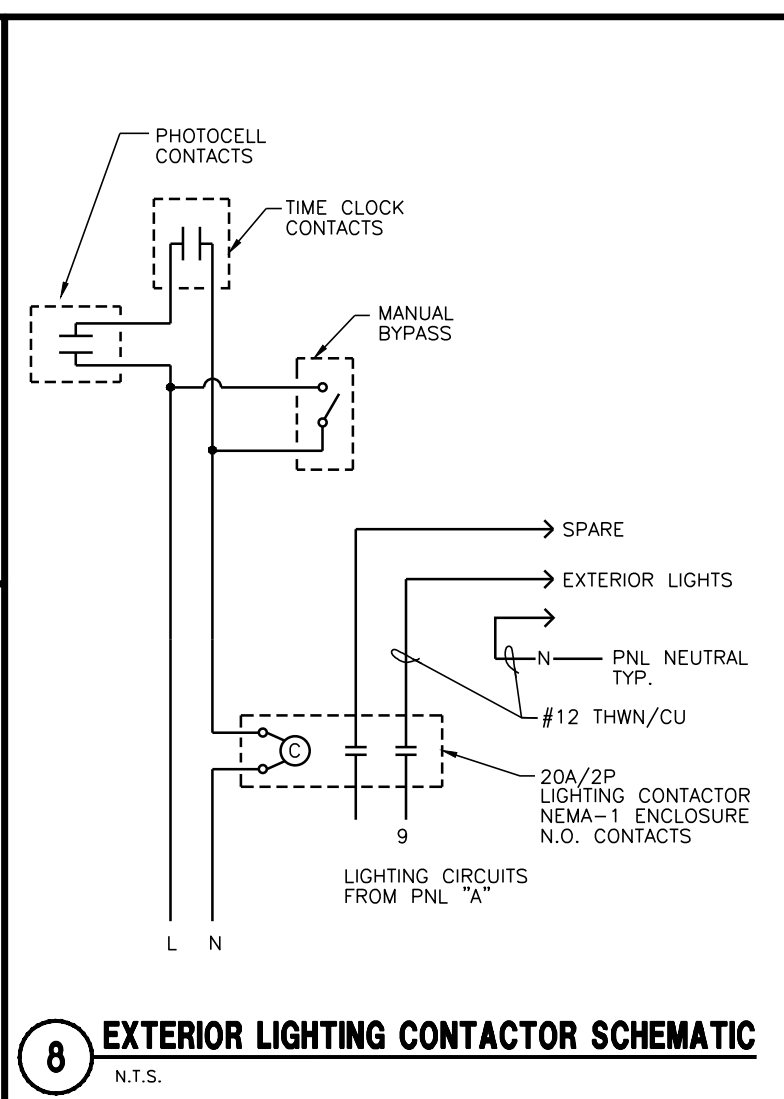 PHOTOCELL
CONTACTS
TIME CLOCK
CONTACTS
MANUAL
BYPASS
SPARE
EXTERIOR LIGHTS
N
PNL NEUTRAL
TYP.
#12 THWN/CU
C
20A/2P
LIGHTING CONTACTOR
NEMA-1 ENCLOSURE
N.O. CONTACTS
9
LIGHTING CIRCUITS
FROM PNL "A"
L N
8 EXTERIOR LIGHTING CONTACTOR SCHEMATIC
N.T.S.